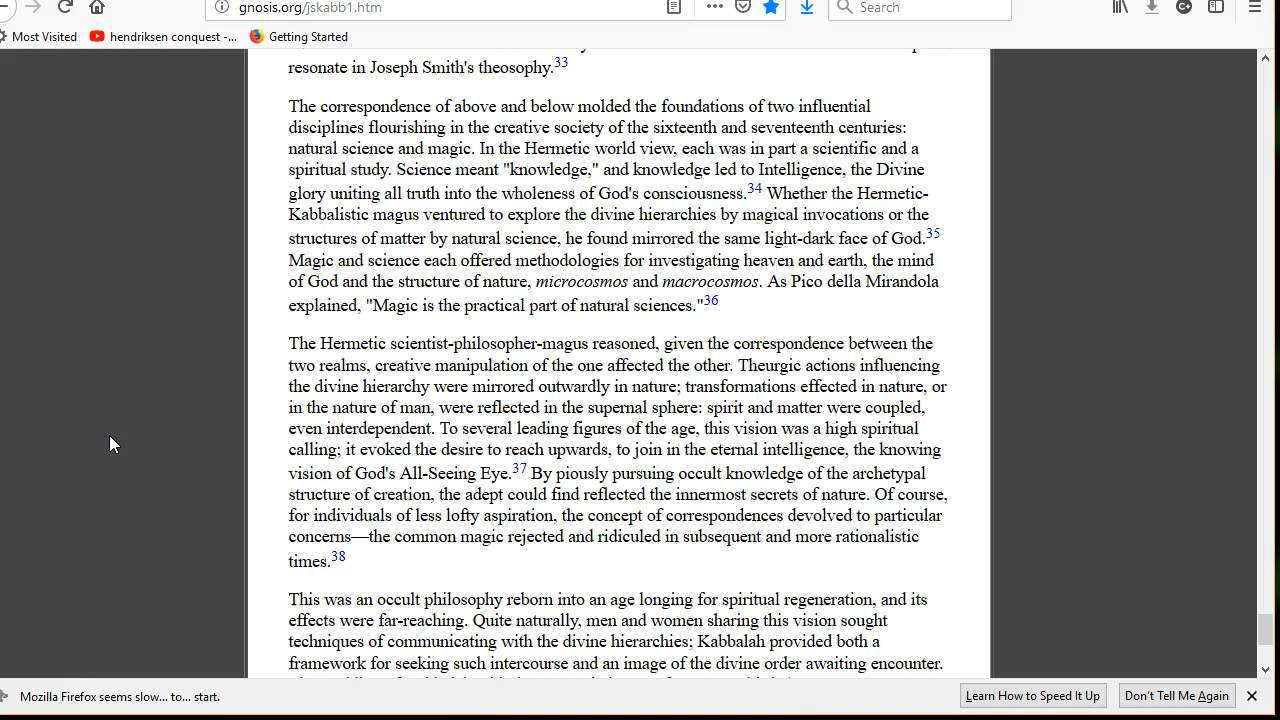 gnosis.org/jskabb1.htm
Search
Most Visited
hendriksen conquest -...
Getting Started
resonate in Joseph Smith's theosophy.33
The correspondence of above and below molded the foundations of two influential
disciplines flourishing in the creative society of the sixteenth and seventeenth centuries:
natural science and magic. In the Hermetic world view, each was in part a scientific and a
spiritual study. Science meant "knowledge," and knowledge led to Intelligence, the Divine
glory uniting all truth into the wholeness of God's consciousness.34 Whether the Hermetic-
Kabbalistic magus ventured to explore the divine hierarchies by magical invocations or the
structures of matter by natural science, he found mirrored the same light-dark face of God.35
Magic and science each offered methodologies for investigating heaven and earth, the mind
of God and the structure of nature, microcosmos and macrocosmos. As Pico della Mirandola
explained, "Magic is the practical part of natural sciences."36
The Hermetic scientist-philosopher-magus reasoned, given the correspondence between the
two realms, creative manipulation of the one affected the other. Theurgic actions influencing
the divine hierarchy were mirrored outwardly in nature; transformations effected in nature, or
in the nature of man, were reflected in the supernal sphere: spirit and matter were coupled,
even interdependent. To several leading figures of the age, this vision was a high spiritual
calling; it evoked the desire to reach upwards, to join in the eternal intelligence, the knowing
vision of God's All-Seeing Eye.37 By piously pursuing occult knowledge of the archetypal
structure of creation, the adept could find reflected the innermost secrets of nature. Of course,
for individuals of less lofty aspiration, the concept of correspondences devolved to particular
concerns—the common magic rejected and ridiculed in subsequent and more rationalistic
times.38
This was an occult philosophy reborn into an age longing for spiritual regeneration, and its
effects were far-reaching. Quite naturally, men and women sharing this vision sought
techniques of communicating with the divine hierarchies; Kabbalah provided both a
framework for seeking such intercourse and an image of the divine order awaiting encounter.
Mozilla Firefox seems slow... to... start.
Learn How to Speed It Up
Don't Tell Me Again